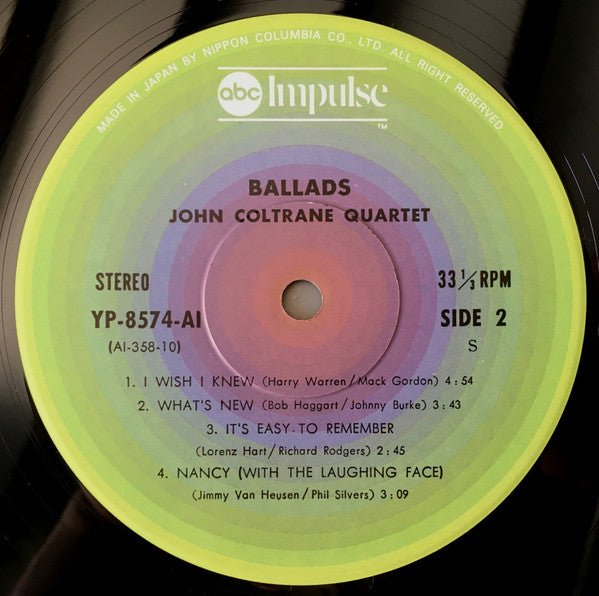 MADE IN JAPAN BY NIPPON COLUMBIA CO., LTD. ALL RIGHT RESERVED.
abc Impulse
TM
BALLADS
JOHN COLTRANE QUARTET
STEREO
33 1/3 RPM
YP-8574-AI
SIDE 2
(AI-358-10)
S
1. I WISH I KNEW (Harry Warren/Mack Gordon) 4:54
2. WHAT'S NEW (Bob Haggart/Johnny Burke) 3:43
3. IT'S EASY TO REMEMBER
(Lorenz Hart/Richard Rodgers) 2:45
4. NANCY (WITH THE LAUGHING FACE)
(Jimmy Van Heusen/Phil Silvers) 3:09